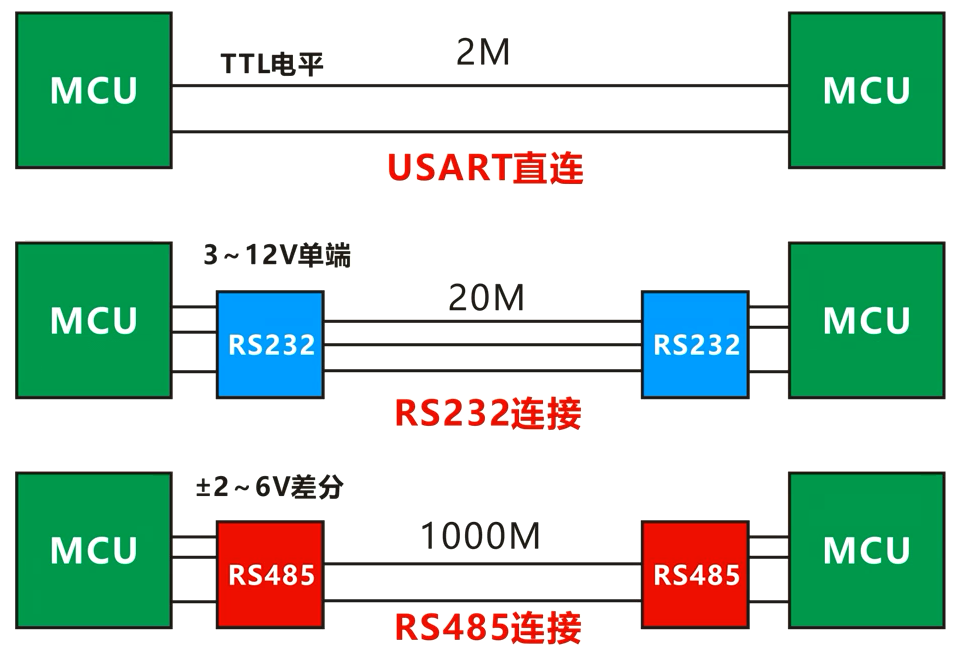 TTL电平
2M
MCU
MCU
USART直连
3~12V单端
20M
MCU
RS232
RS232
MCU
RS232连接
±2~6V差分
1000M
MCU
RS485
RS485
MCU
RS485连接